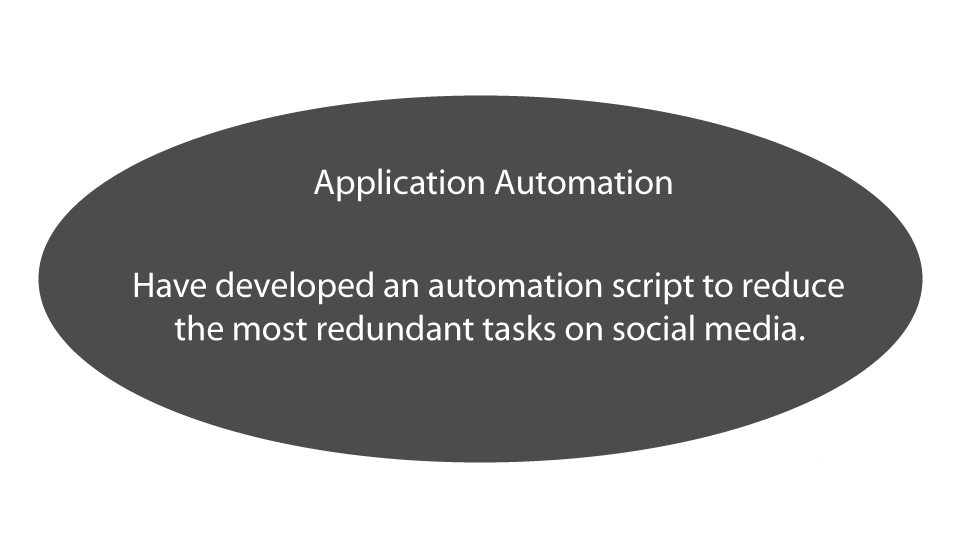 Application Automation
Have developed an automation script to reduce
the most redundant tasks on social media.